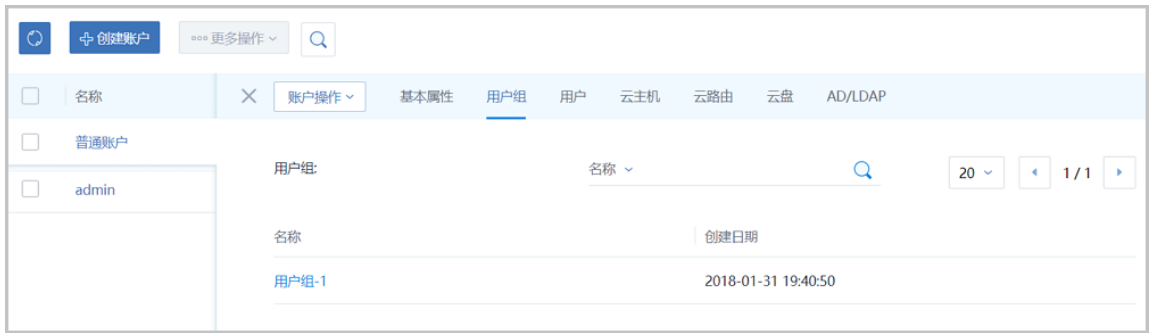 创建账户 更多操作
名称 账户操作 基本属性 用户组 用户 云主机 云路由 云盘 AD/LDAP
普通账户
用户组: 名称 20 1 / 1
admin
名称 创建日期
用户组-1 2018-01-31 19:40:50